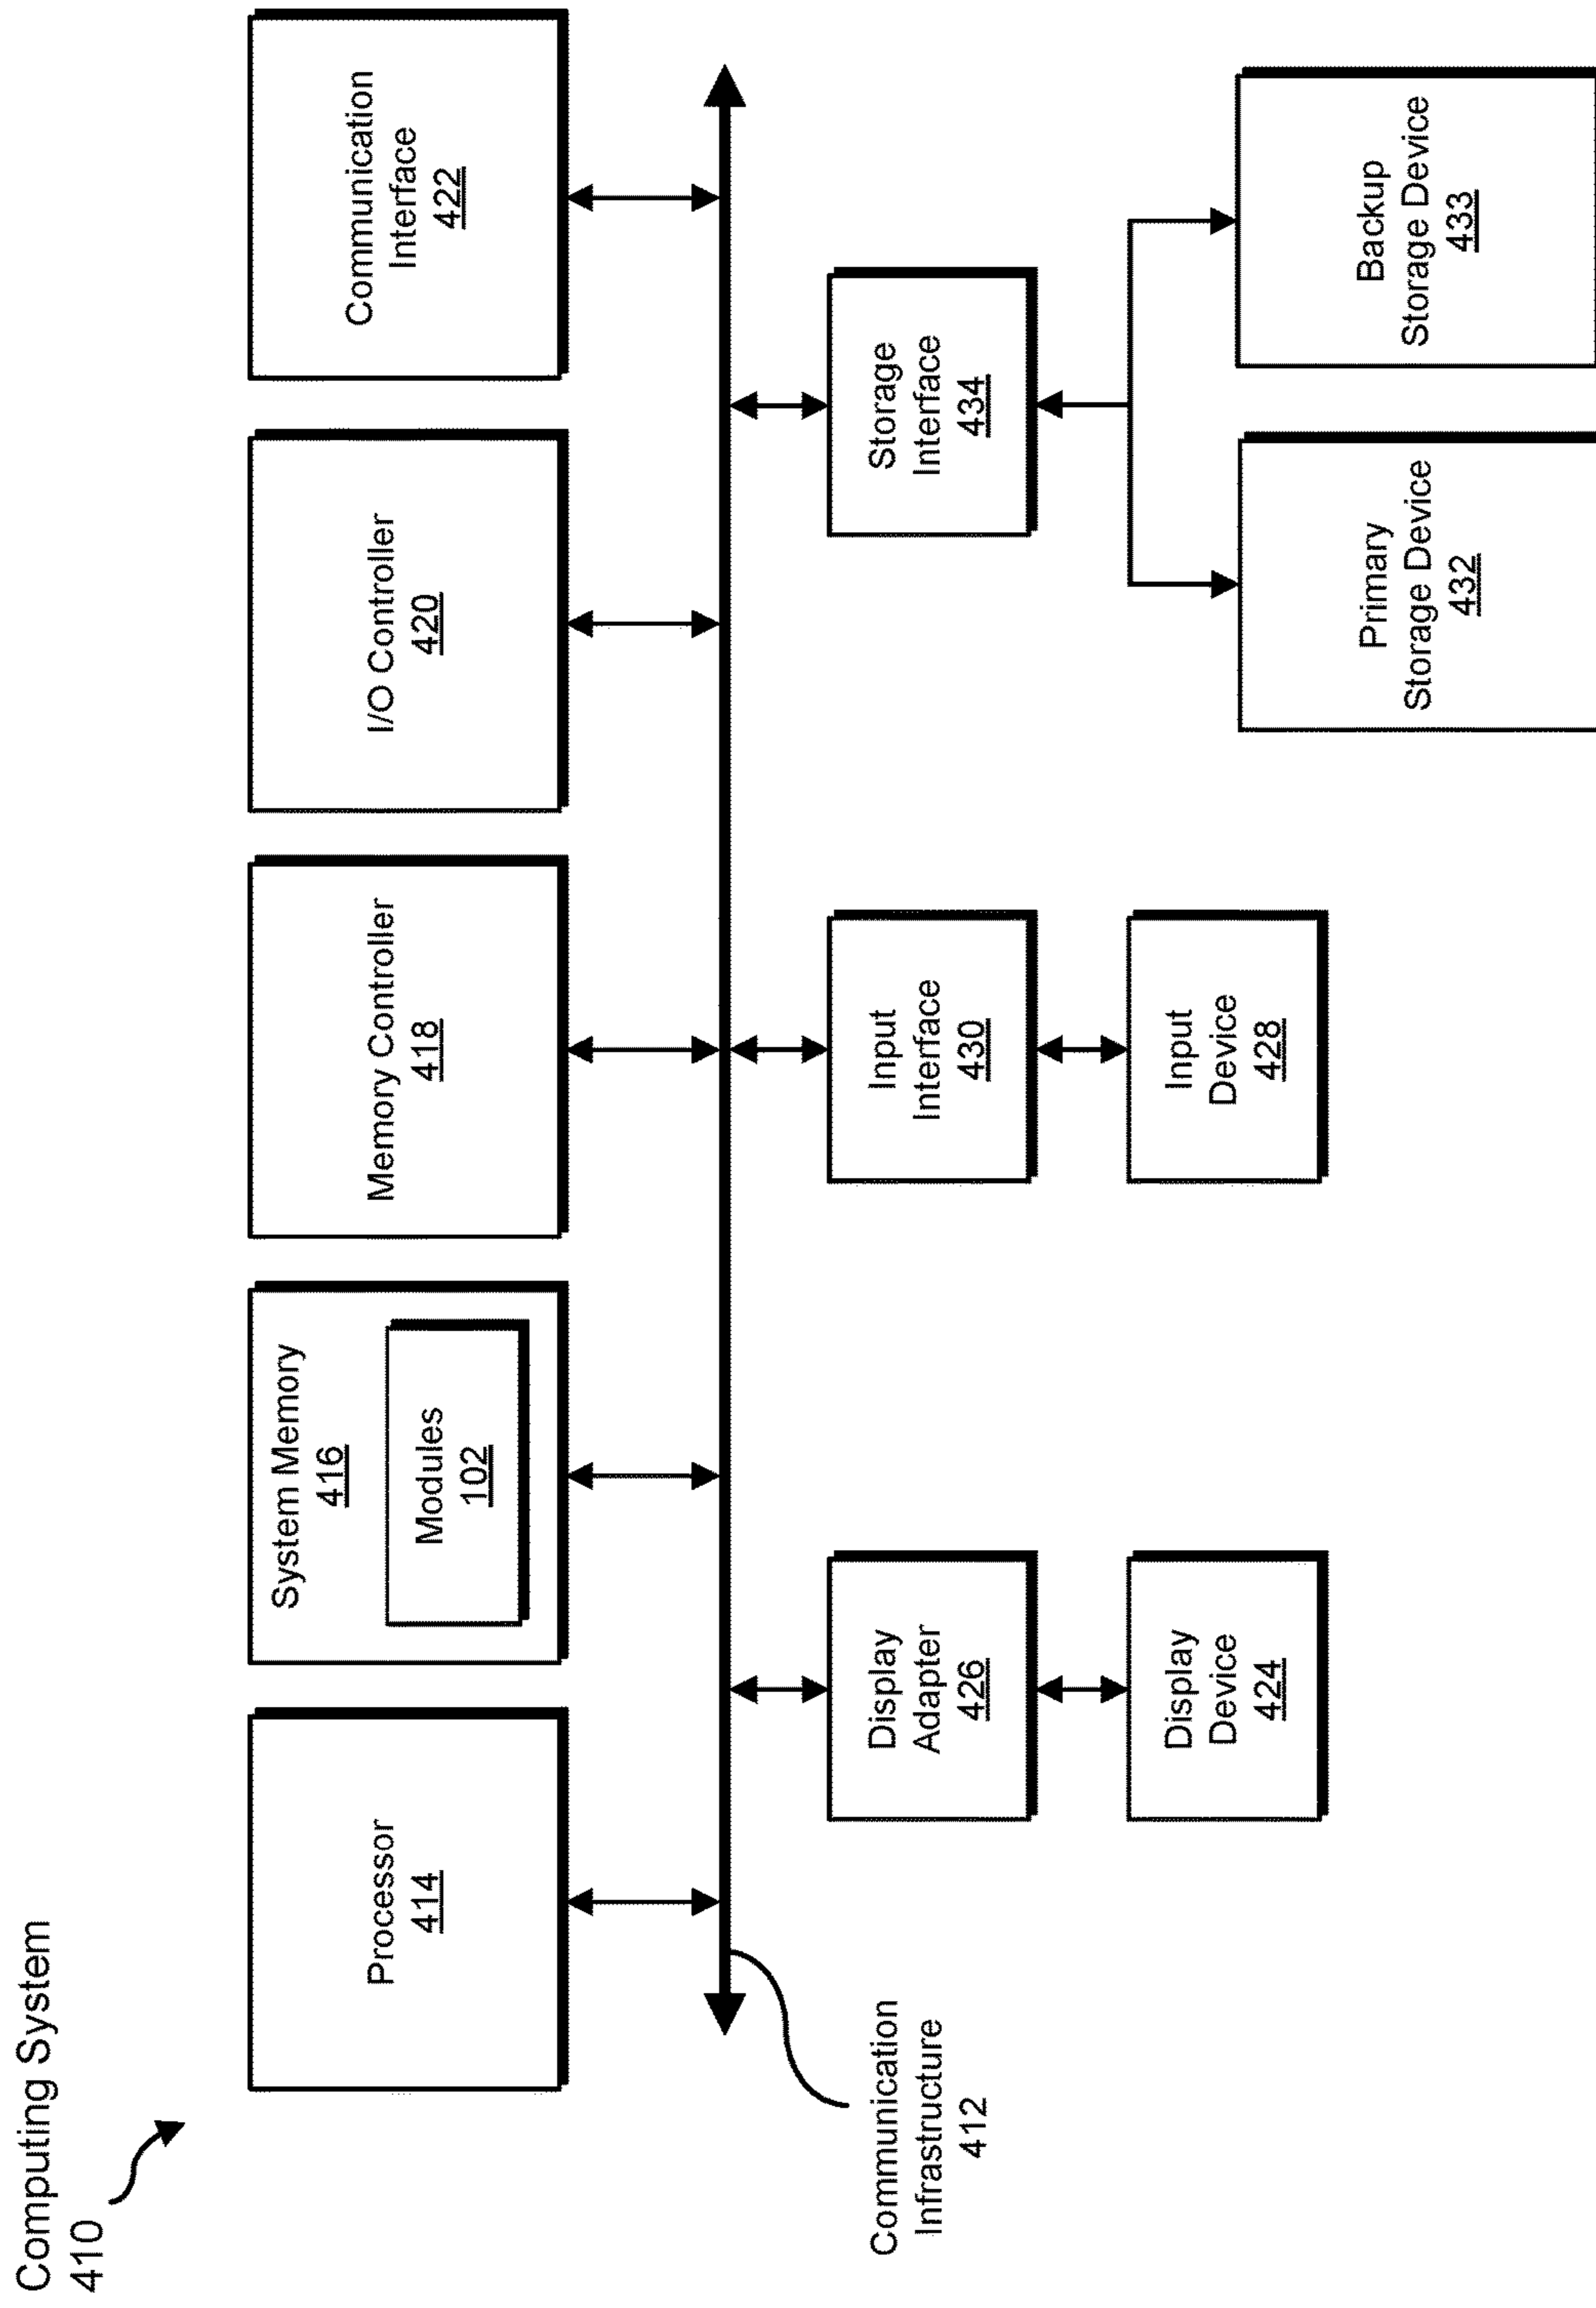 Computing System
410
Processor
414
System Memory
416
Modules
102
Memory Controller
418
I/O Controller
420
Communication
Interface
422
Communication
Infrastructure
412
Display
Adapter
426
Input
Interface
430
Storage
Interface
434
Display
Device
424
Input
Device
428
Primary
Storage Device
432
Backup
Storage Device
433